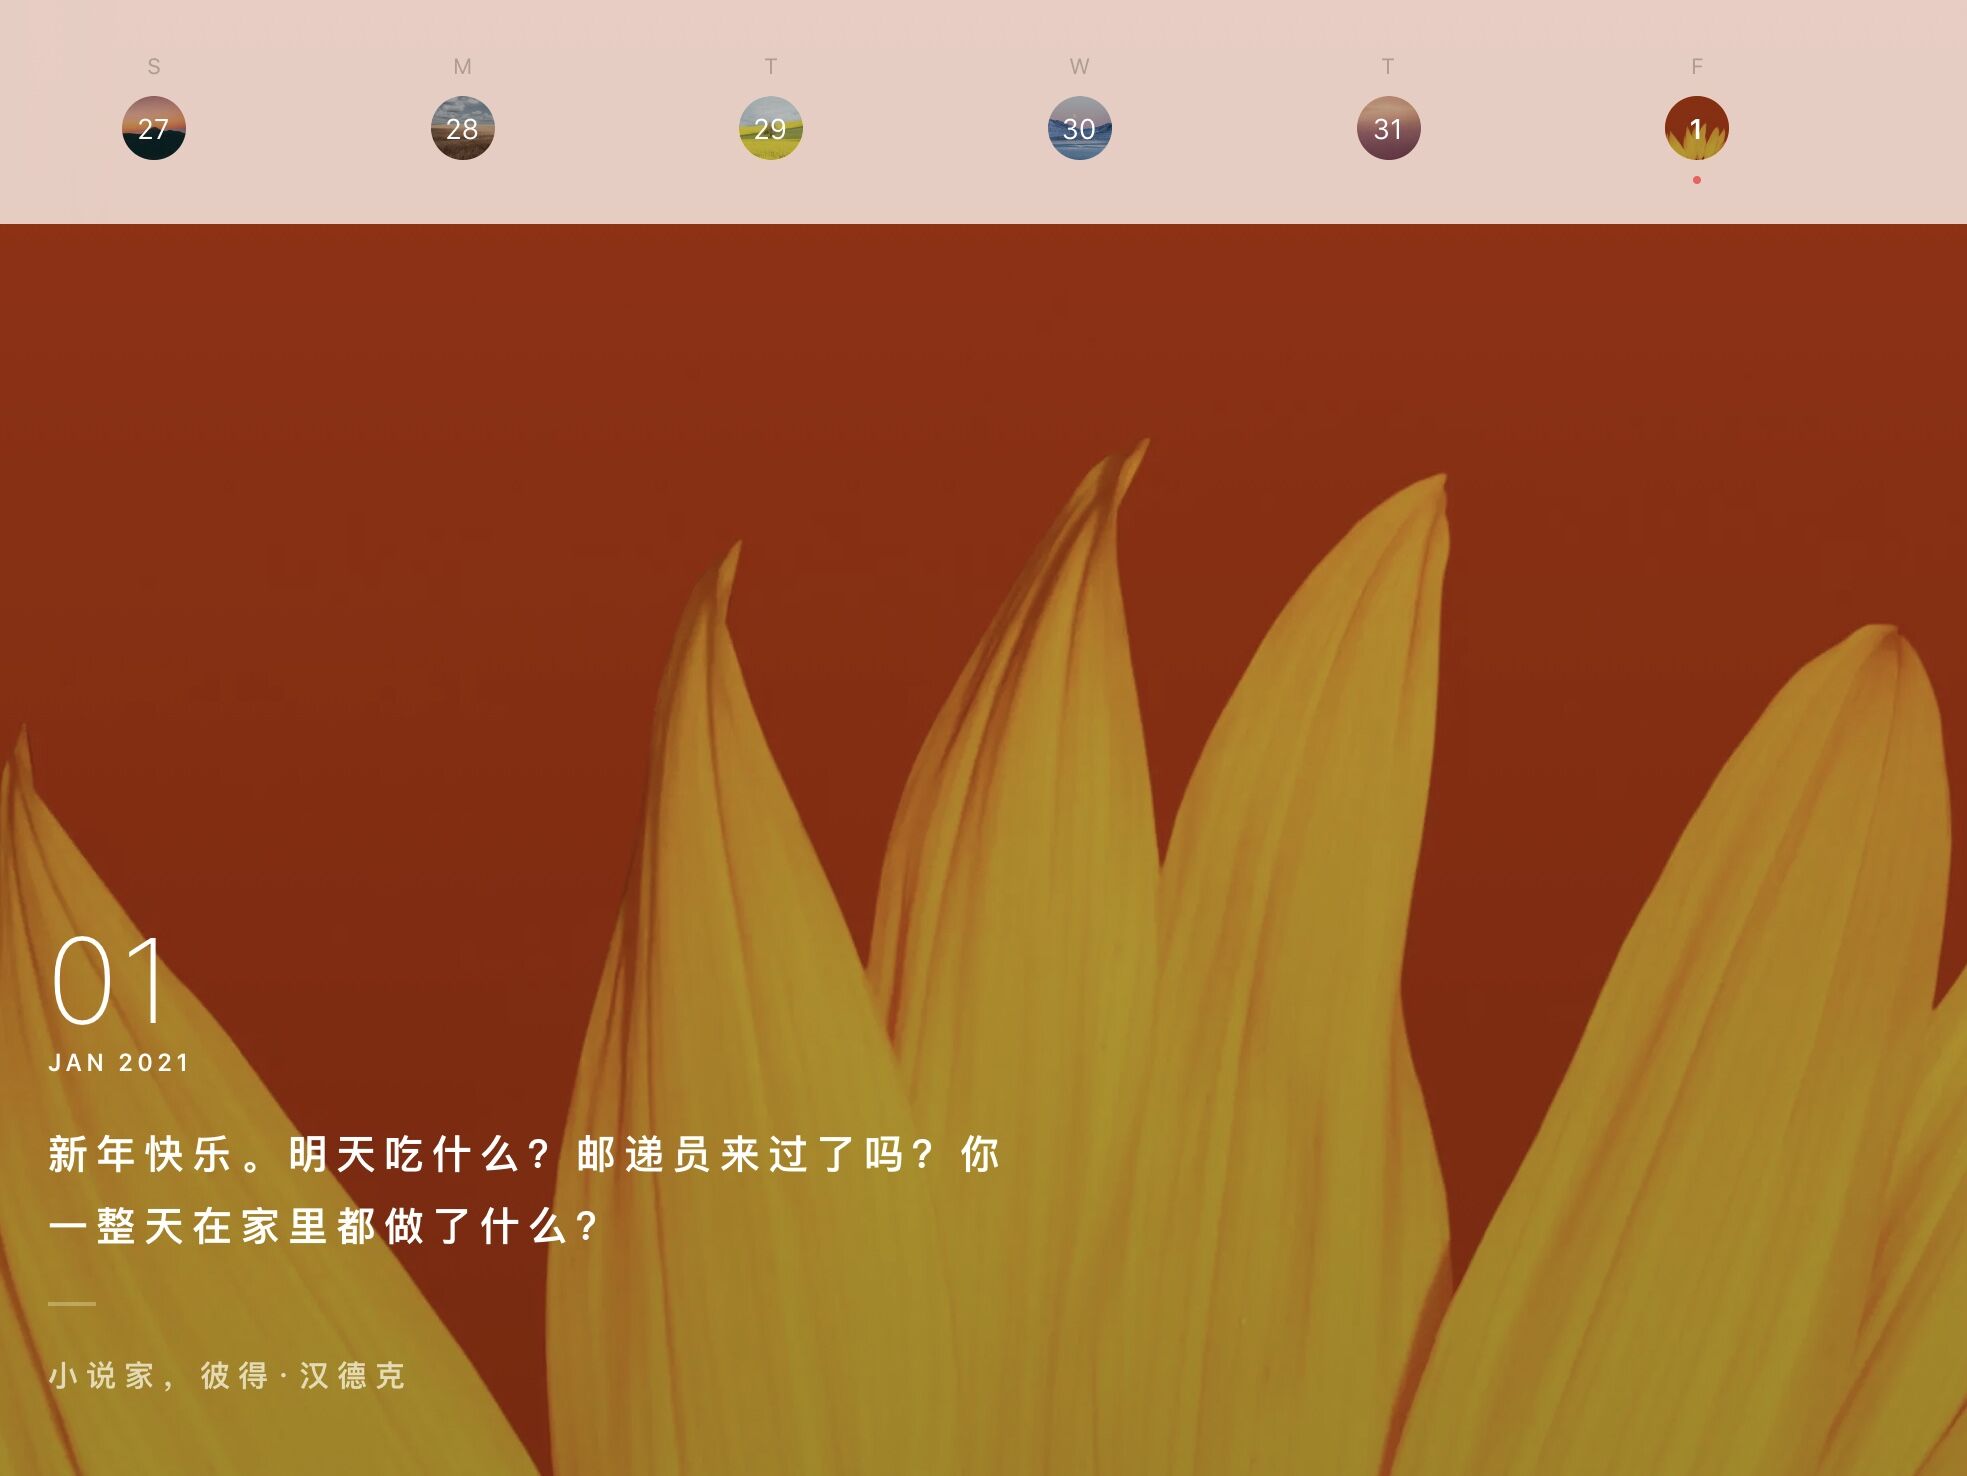 S M T W T F
27 28 29 30 31 1
01
JAN 2021
新年快乐。明天吃什么？邮递员来过了吗？你
一整天在家里都做了什么？
小说家，彼得·汉德克